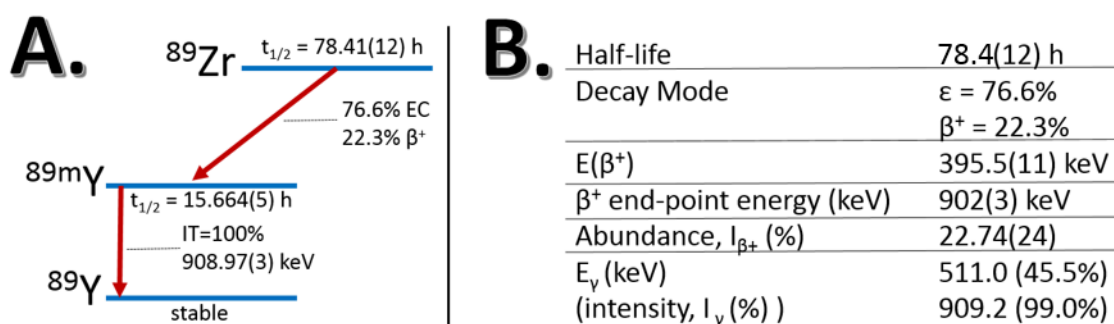 A.
⁸⁹Zr
t₁/₂ = 78.41(12) h
76.6% EC
22.3% β⁺
⁸⁹ᵐY
t₁/₂ = 15.664(5) h
IT=100%
908.97(3) keV
⁸⁹Y
stable
B.
Half-life 78.4(12) h
Decay Mode ε = 76.6%
β⁺ = 22.3%
E(β⁺) 395.5(11) keV
β⁺ end-point energy (keV) 902(3) keV
Abundance, I_β₊ (%) 22.74(24)
E_γ (keV) 511.0 (45.5%)
(intensity, I_γ (%) ) 909.2 (99.0%)